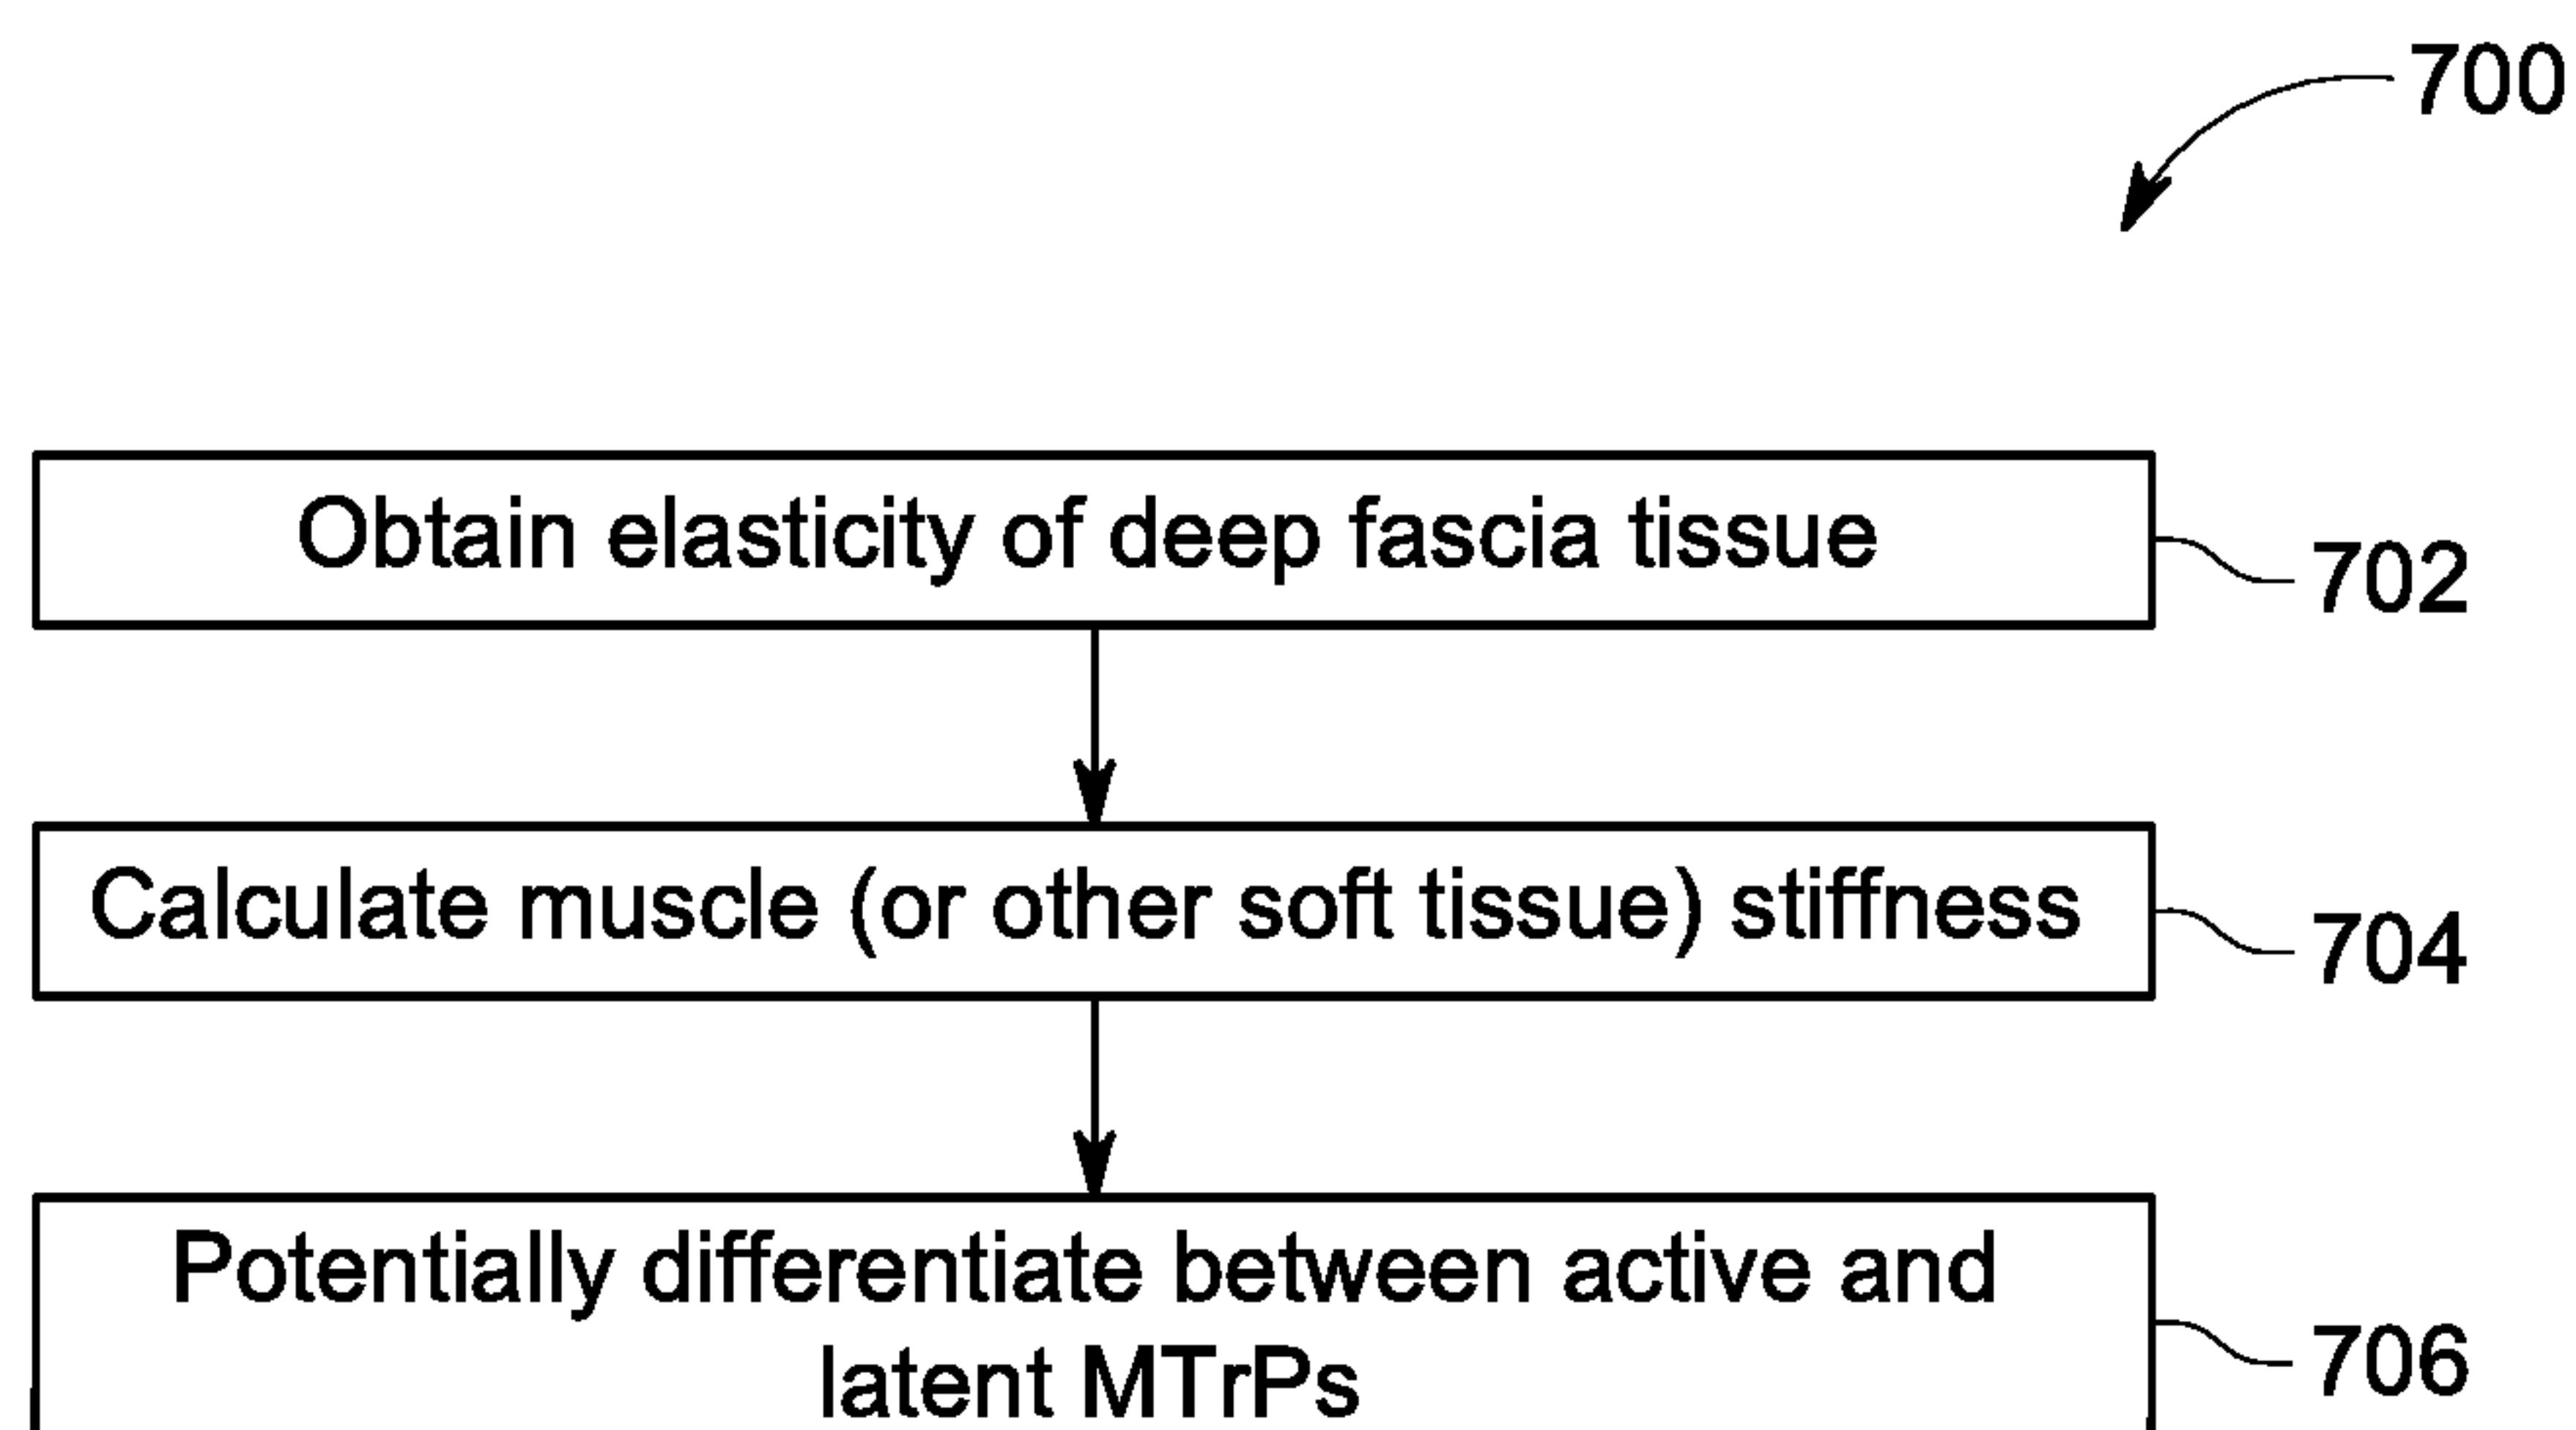 700
Obtain elasticity of deep fascia tissue
702
Calculate muscle (or other soft tissue) stiffness
704
Potentially differentiate between active and
latent MTrPs
706